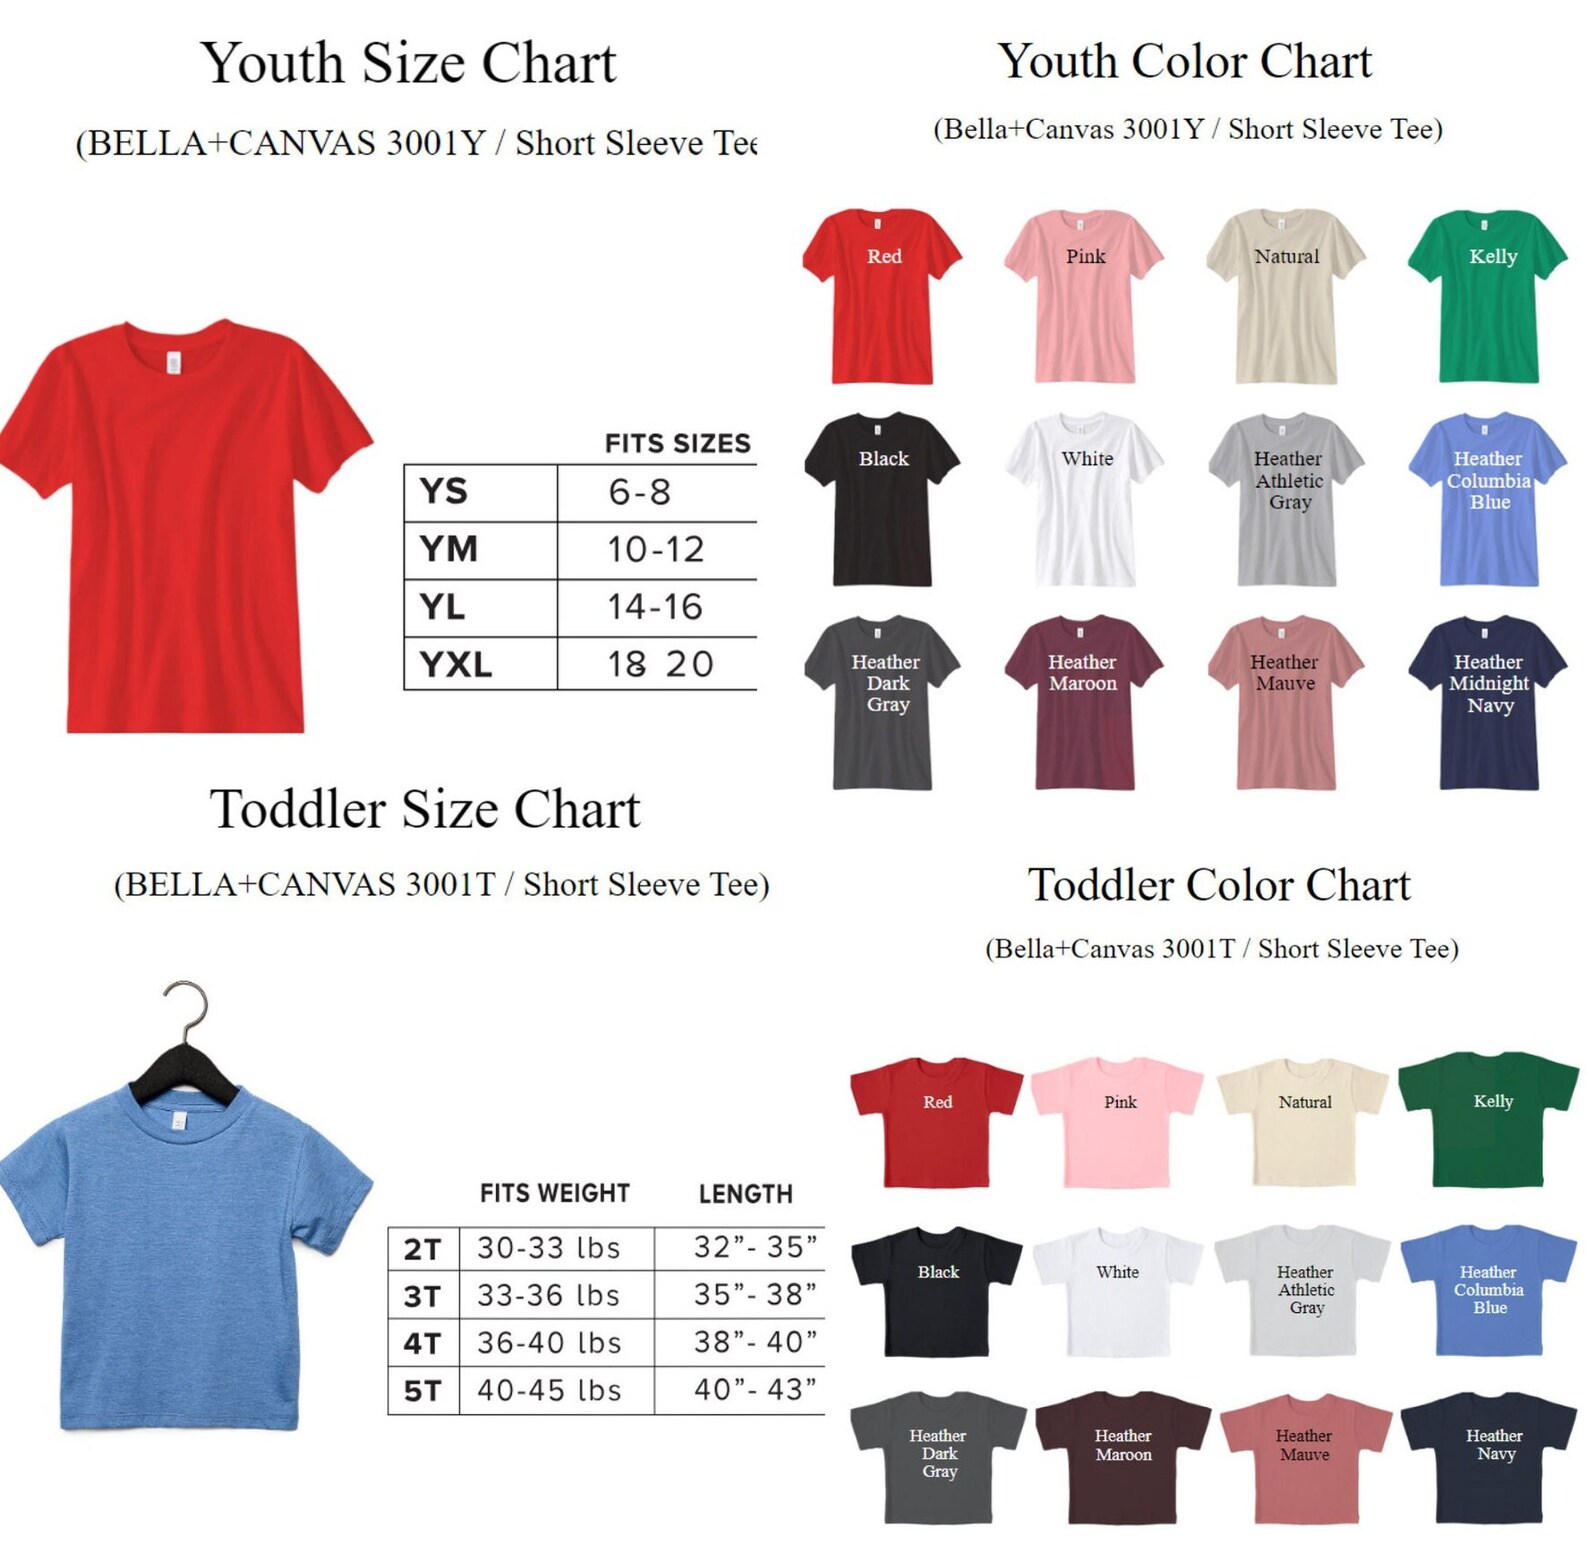 Youth Size Chart
(BELLA+CANVAS 3001Y / Short Sleeve Tee
FITS SIZES
YS 6-8
YM 10-12
YL 14-16
YXL 18 20
Youth Color Chart
(Bella+Canvas 3001Y / Short Sleeve Tee)
Red
Pink
Natural
Kelly
Black
White
Heather
Athletic
Gray
Heather
Columbia
Blue
Heather
Dark
Gray
Heather
Maroon
Heather
Mauve
Heather
Midnight
Navy
Toddler Size Chart
(BELLA+CANVAS 3001T / Short Sleeve Tee)
FITS WEIGHT LENGTH
2T 30-33 lbs 32”- 35”
3T 33-36 lbs 35”- 38”
4T 36-40 lbs 38”- 40”
5T 40-45 lbs 40”- 43”
Toddler Color Chart
(Bella+Canvas 3001T / Short Sleeve Tee)
Red
Pink
Natural
Kelly
Black
White
Heather
Athletic
Gray
Heather
Columbia
Blue
Heather
Dark
Gray
Heather
Maroon
Heather
Mauve
Heather
Navy